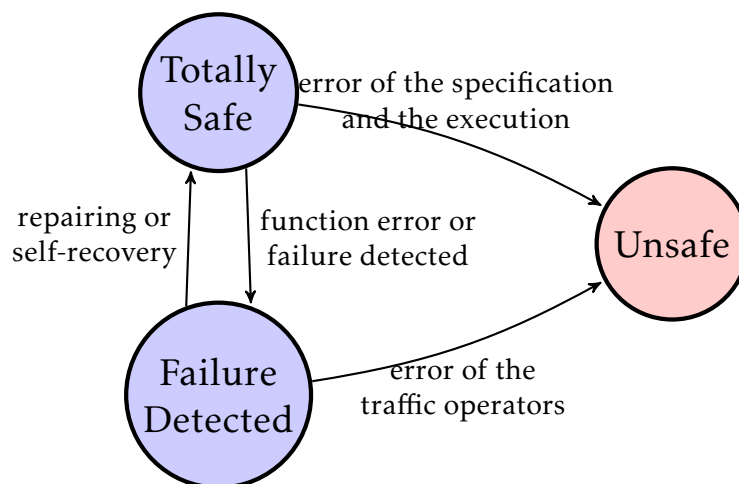 Totally
Safe
error of the specification
and the execution
repairing or
self-recovery
function error or
failure detected
Unsafe
Failure
Detected
error of the
traffic operators